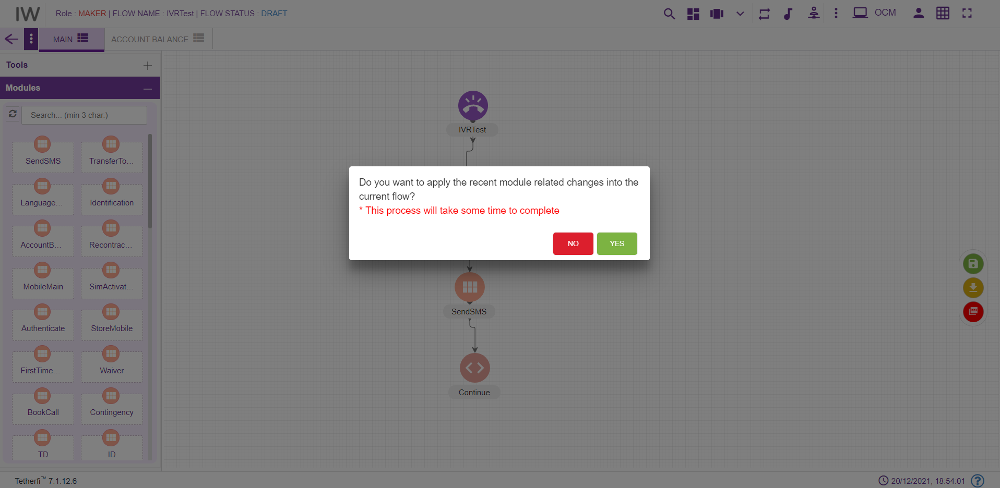 IW
Role : MAKER | FLOW NAME : IVRTest | FLOW STATUS : DRAFT
OCM
MAIN
ACCOUNT BALANCE
Tools
Modules
Search... (min 3 char.)
SendSMS
TransferTo...
Language...
Identification
AccountB...
Recontrac...
MobileMain
SimActivat...
Authenticate
StoreMobile
FirstTime...
Waiver
BookCall
Contingency
TD
ID
IVRTest
Do you want to apply the recent module related changes into the
current flow?
* This process will take some time to complete
NO
YES
SendSMS
Continue
PDF
Tetherfi™ 7.1.12.6
20/12/2021, 18:54:01
?